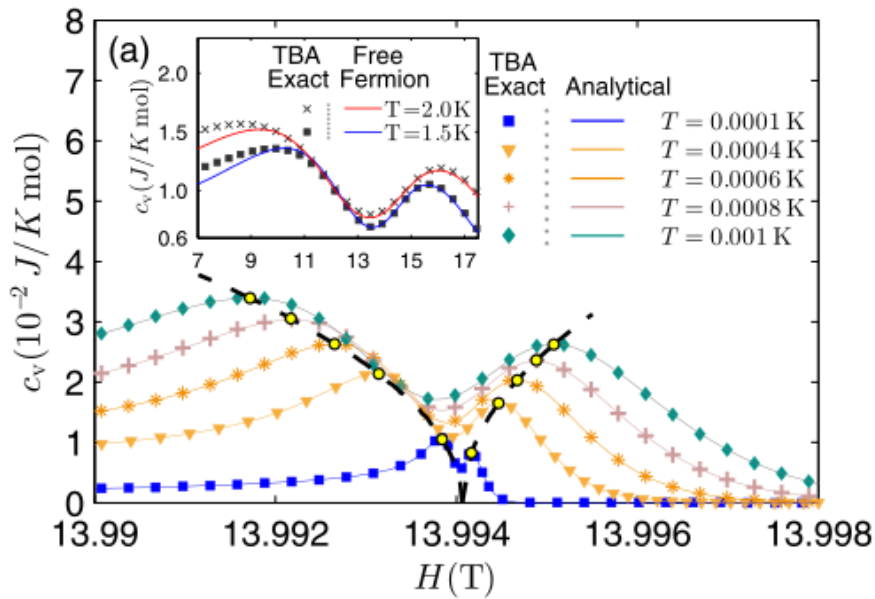 (a)
TBA Exact
Free Fermion
T=2.0K
T=1.5K
c_v(J/K mol)
2.2
1.5
1.0
0.6
7 9 11 13 15 17
TBA Exact
Analytical
T = 0.0001 K
T = 0.0004 K
T = 0.0006 K
T = 0.0008 K
T = 0.001 K
c_v(10⁻² J/K mol)
8
7
6
5
4
3
2
1
0
13.99 13.992 13.994 13.996 13.998
H(T)